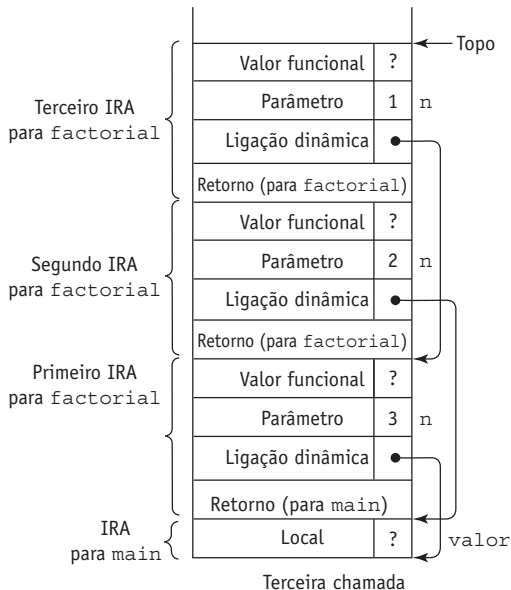 Topo
Valor funcional ?
Terceiro IRA
para factorial
Parâmetro 1 n
Ligação dinâmica
Retorno (para factorial)
Valor funcional ?
Segundo IRA
para factorial
Parâmetro 2 n
Ligação dinâmica
Retorno (para factorial)
Primeiro IRA
para factorial
Valor funcional ?
Parâmetro 3 n
Ligação dinâmica
Retorno (para main)
IRA
para main
Local ? valor
Terceira chamada